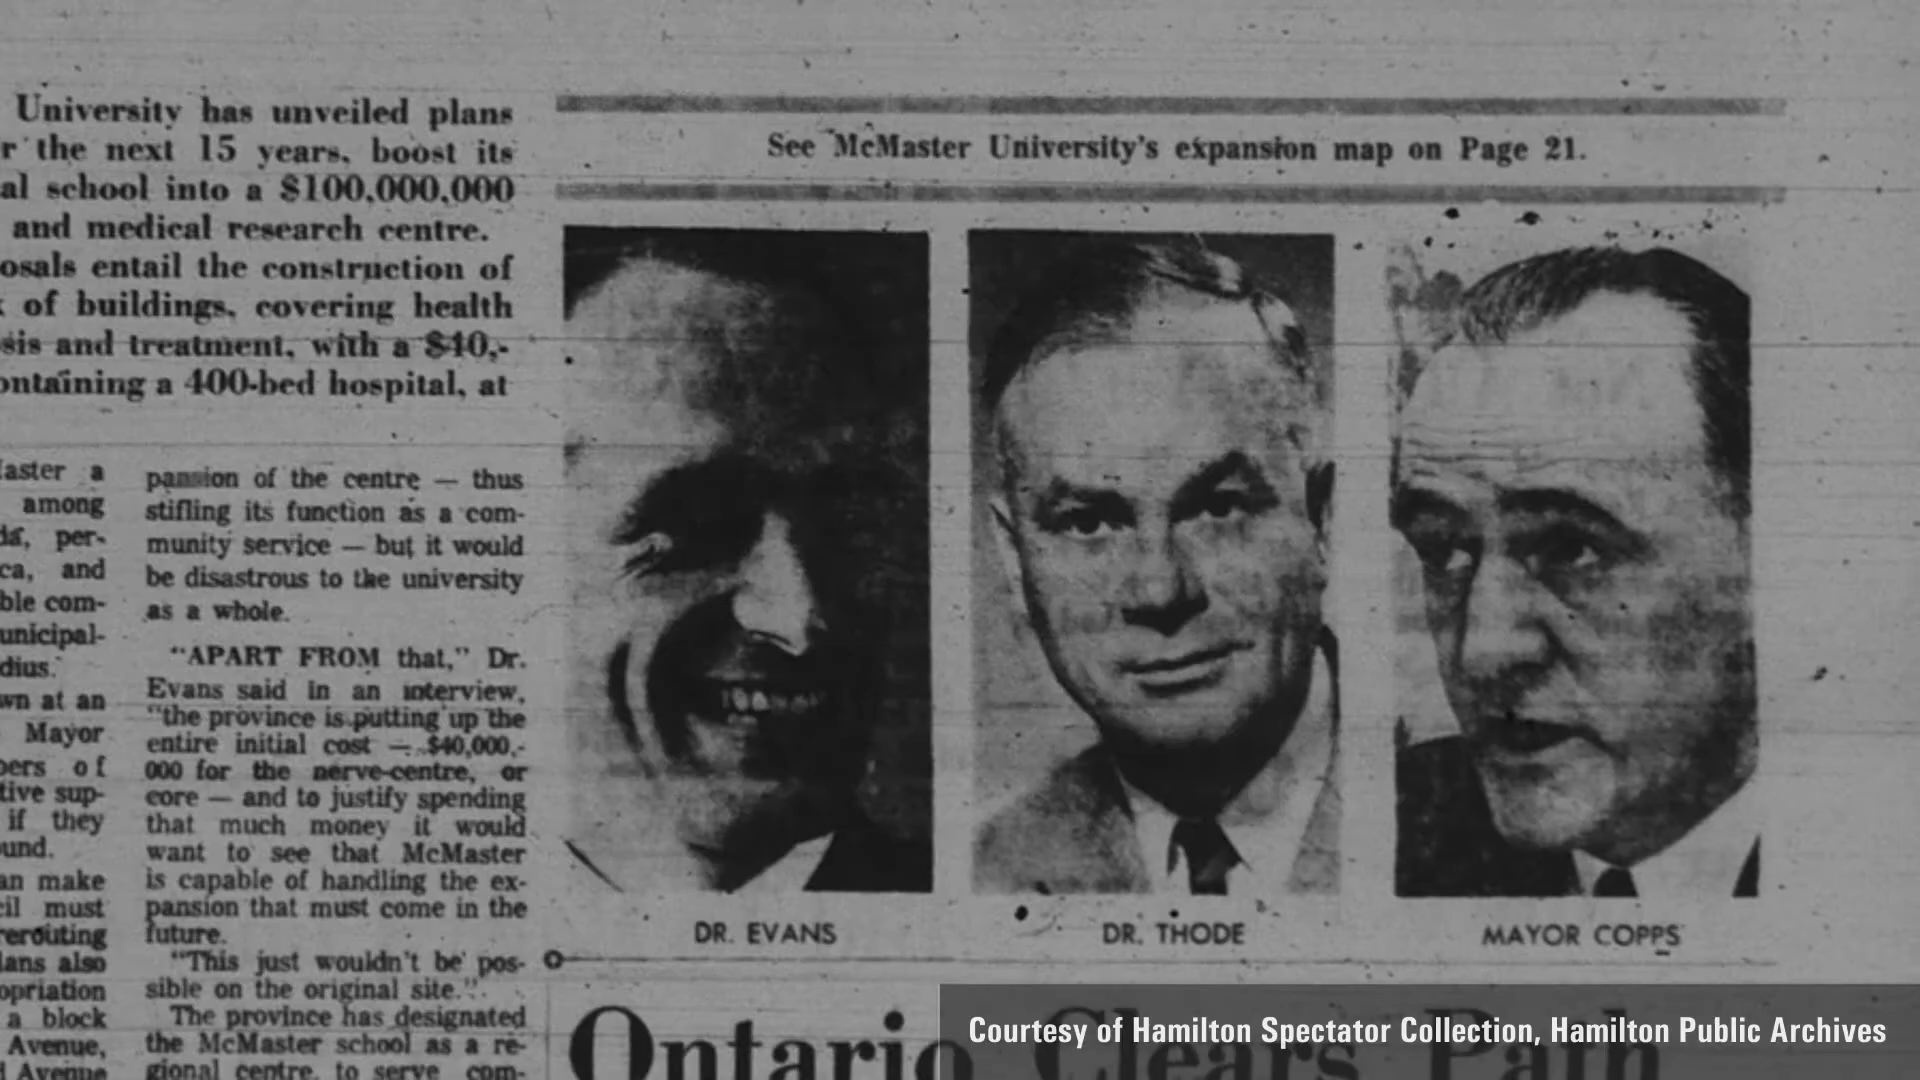 University has unveiled plans
r the next 15 years, boost its
al school into a $100,000,000
and medical research centre.
osals entail the construction of
of buildings, covering health
sis and treatment, with a $40,-
ontaining a 400-bed hospital, at
aster a
among
da, per-
ca, and
ble com-
unicipal-
dius.
wn at an
Mayor
bers of
tive sup-
if they
ound.
an make
cil must
rerouting
lans also
opriation
a block
Avenue,
d Avenue
pansion of the centre — thus
stifling its function as a com-
munity service — but it would
be disastrous to the university
as a whole.
"APART FROM that," Dr.
Evans said in an interview,
"the province is putting up the
entire initial cost — $40,000,-
000 for the nerve-centre, or
core — and to justify spending
that much money it would
want to see that McMaster
is capable of handling the ex-
pansion that must come in the
future.
"This just wouldn't be pos-
sible on the original site."
The province has designated
the McMaster school as a re-
gional centre, to serve com-
See McMaster University's expansion map on Page 21.
DR. EVANS
DR. THODE
MAYOR COPPS
Ontario Clears Path
Courtesy of Hamilton Spectator Collection, Hamilton Public Archives